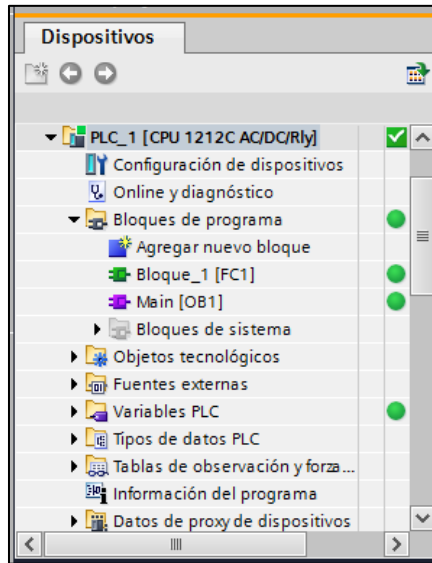 Dispositivos
PLC_1 [CPU 1212C AC/DC/Rly]
Configuración de dispositivos
Online y diagnóstico
Bloques de programa
Agregar nuevo bloque
Bloque_1 [FC1]
Main [OB1]
Bloques de sistema
Objetos tecnológicos
Fuentes externas
Variables PLC
Tipos de datos PLC
Tablas de observación y forza...
Información del programa
Datos de proxy de dispositivos